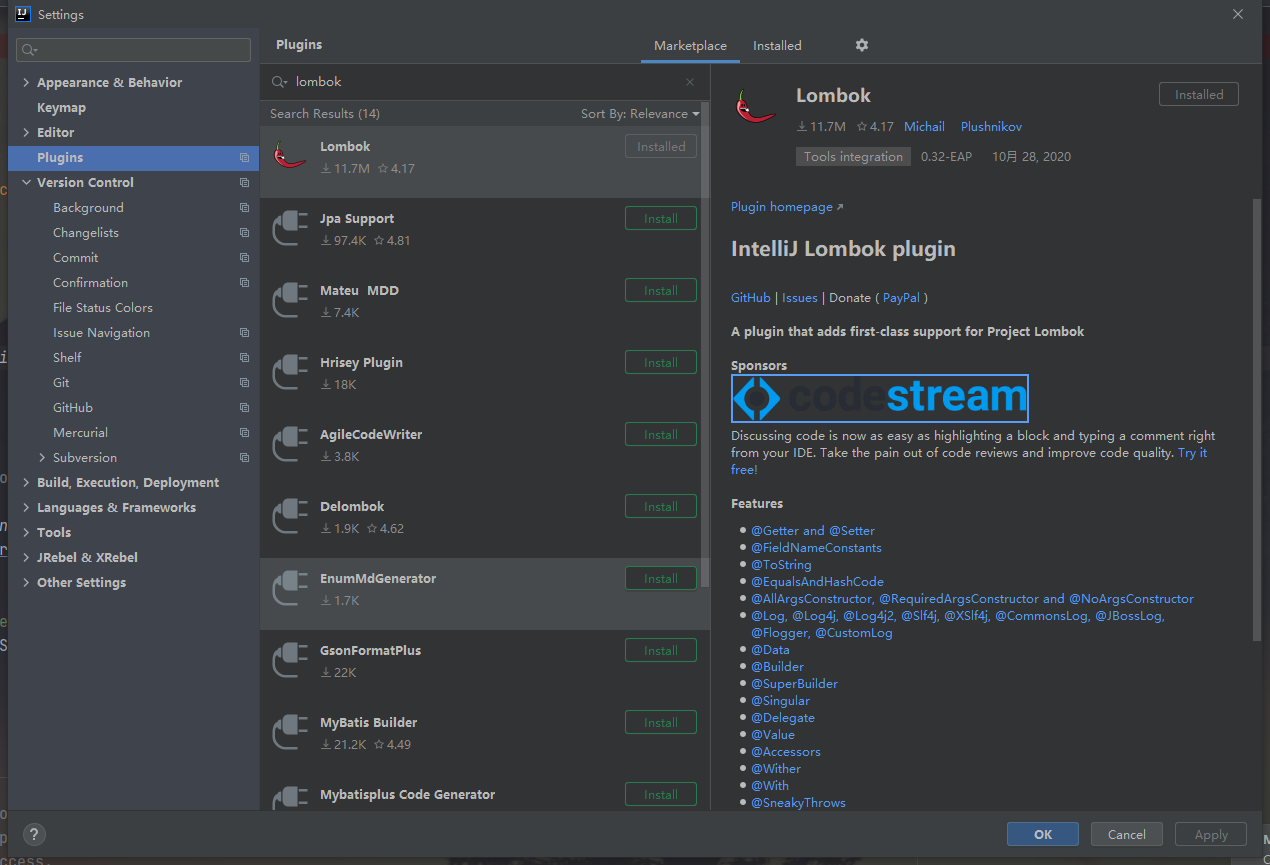 Settings
Appearance & Behavior
Keymap
Editor
Plugins
Version Control
Background
Changelists
Commit
Confirmation
File Status Colors
Issue Navigation
Shelf
Git
GitHub
Mercurial
Subversion
Build, Execution, Deployment
Languages & Frameworks
Tools
JRebel & XRebel
Other Settings
Plugins
Marketplace
Installed
lombok
Search Results (14)
Sort By: Relevance
Lombok
Installed
11.7M 4.17
Jpa Support
Install
97.4K 4.81
Mateu MDD
Install
7.4K
Hrisey Plugin
Install
18K
AgileCodeWriter
Install
3.8K
Delombok
Install
1.9K 4.62
EnumMdGenerator
Install
1.7K
GsonFormatPlus
Install
22K
MyBatis Builder
Install
21.2K 4.49
Mybatisplus Code Generator
Install
Lombok
Installed
11.7M 4.17 Michail Plushnikov
Tools integration 0.32-EAP 10月 28, 2020
Plugin homepage
IntelliJ Lombok plugin
GitHub | Issues | Donate ( PayPal )
A plugin that adds first-class support for Project Lombok
Sponsors
codestream
Discussing code is now as easy as highlighting a block and typing a comment right
from your IDE. Take the pain out of code reviews and improve code quality. Try it
free!
Features
@Getter and @Setter
@FieldNameConstants
@ToString
@EqualsAndHashCode
@AllArgsConstructor, @RequiredArgsConstructor and @NoArgsConstructor
@Log, @Log4j, @Log4j2, @Slf4j, @XSlf4j, @CommonsLog, @JBossLog,
@Flogger, @CustomLog
@Data
@Builder
@SuperBuilder
@Singular
@Delegate
@Value
@Accessors
@Wither
@With
@SneakyThrows
?
OK
Cancel
Apply